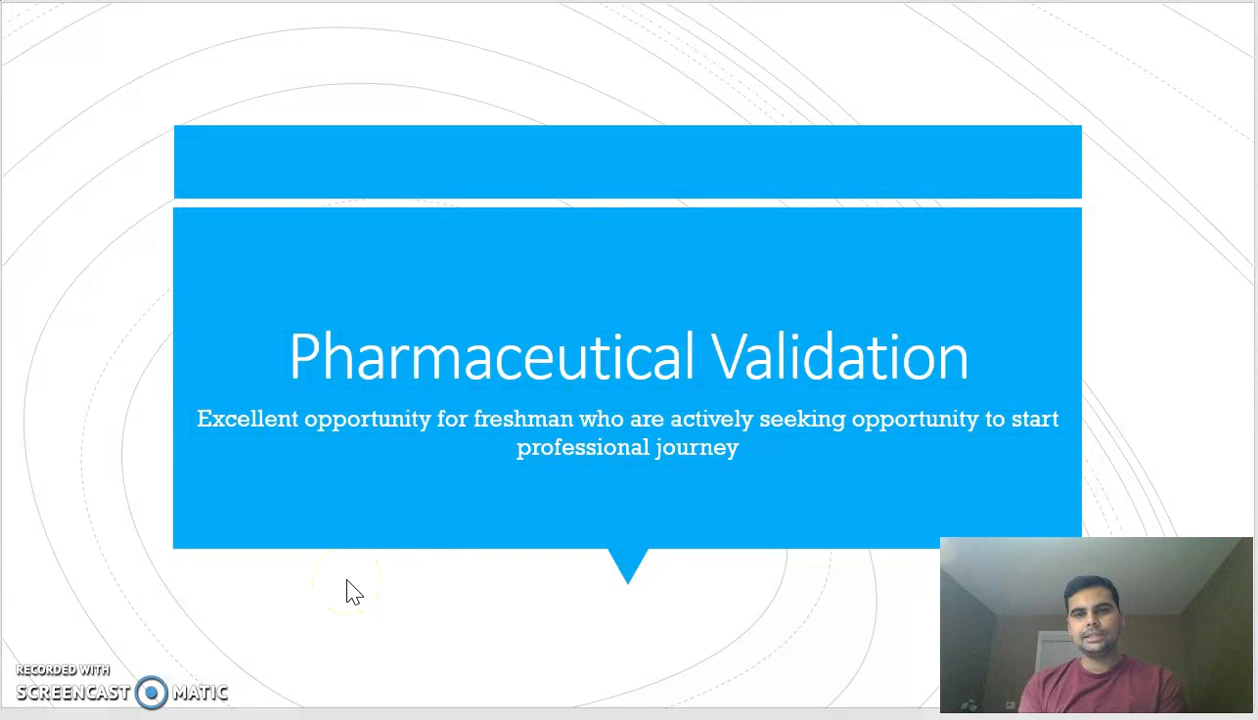 Pharmaceutical Validation
Excellent opportunity for freshman who are actively seeking opportunity to start
professional journey
RECORDED WITH
SCREENCAST MATIC